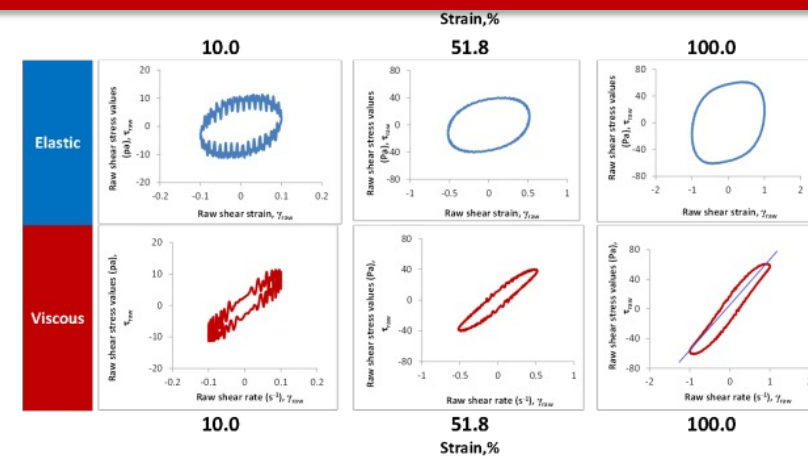 Strain,%
10.0
51.8
100.0
Elastic
Raw shear stress values
(pa), τraw
20
10
0
-10
-20
-0.2
-0.1
0
0.1
0.2
Raw shear strain, γraw
Raw shear stress values
(Pa), τraw
80
40
0
-40
-80
-1
-0.5
0
0.5
1
Raw shear strain, γraw
Raw shear stress values
(Pa), τraw
80
40
0
-40
-80
-2
-1
0
1
2
Raw shear strain, γraw
Viscous
Raw shear stress values (pa),
τraw
20
10
0
-10
-20
-0.2
-0.1
0
0.1
0.2
Raw shear rate (s-1), γraw
Raw shear stress values (Pa),
τraw
80
40
0
-40
-80
-1
-0.5
0
0.5
1
Raw shear rate (s-1), γraw
Raw shear stress values (Pa),
τraw
80
40
0
-40
-80
-2
-1
0
1
Raw shear rate (s-1), γraw
10.0
51.8
100.0
Strain,%